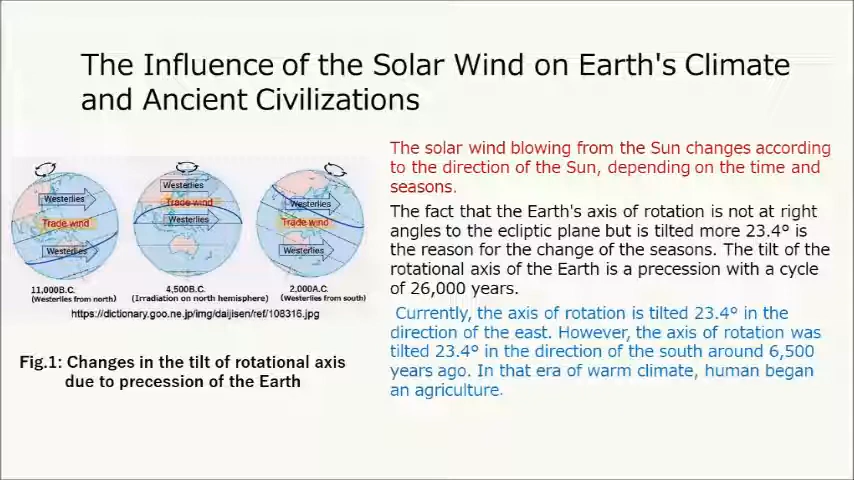 The Influence of the Solar Wind on Earth's Climate
and Ancient Civilizations
Westerlies
Trade wind
Westerlies
11,000B.C.
(Westerlies from north)
Westerlies
Trade wind
Westerlies
4,500B.C.
(Irradiation on north hemisphere)
Westerlies
Trade wind
Westerlies
2,000A.C.
(Westerlies from south)
https://dictionary.goo.ne.jp/img/daijisen/ref/108316.jpg
Fig.1: Changes in the tilt of rotational axis
due to precession of the Earth
The solar wind blowing from the Sun changes according
to the direction of the Sun, depending on the time and
seasons.
The fact that the Earth's axis of rotation is not at right
angles to the ecliptic plane but is tilted more 23.4° is
the reason for the change of the seasons. The tilt of the
rotational axis of the Earth is a precession with a cycle
of 26,000 years.
Currently, the axis of rotation is tilted 23.4° in the
direction of the east. However, the axis of rotation was
tilted 23.4° in the direction of the south around 6,500
years ago. In that era of warm climate, human began
an agriculture.